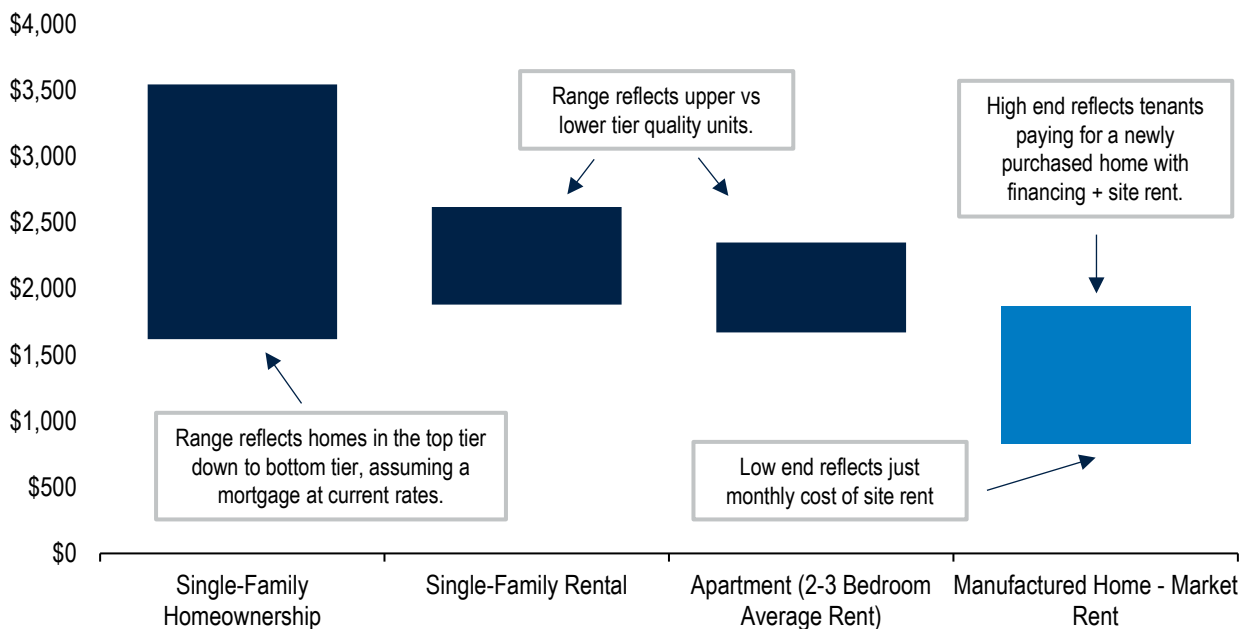 $4,000
$3,500
$3,000
$2,500
$2,000
$1,500
$1,000
$500
$0
Range reflects upper vs
lower tier quality units.
High end reflects tenants
paying for a newly
purchased home with
financing + site rent.
Range reflects homes in the top tier
down to bottom tier, assuming a
mortgage at current rates.
Low end reflects just
monthly cost of site rent
Single-Family
Homeownership
Single-Family Rental
Apartment (2-3 Bedroom
Average Rent)
Manufactured Home - Market
Rent